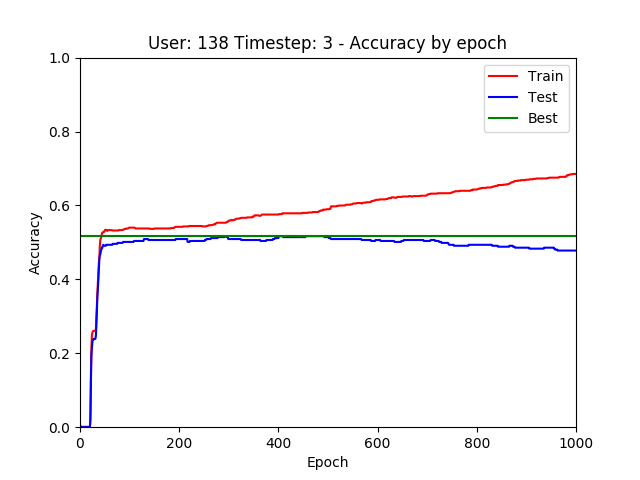 User: 138 Timestep: 3 - Accuracy by epoch
1.0
0.8
0.6
0.4
0.2
0.0
Accuracy
Train
Test
Best
0 200 400 600 800 1000
Epoch